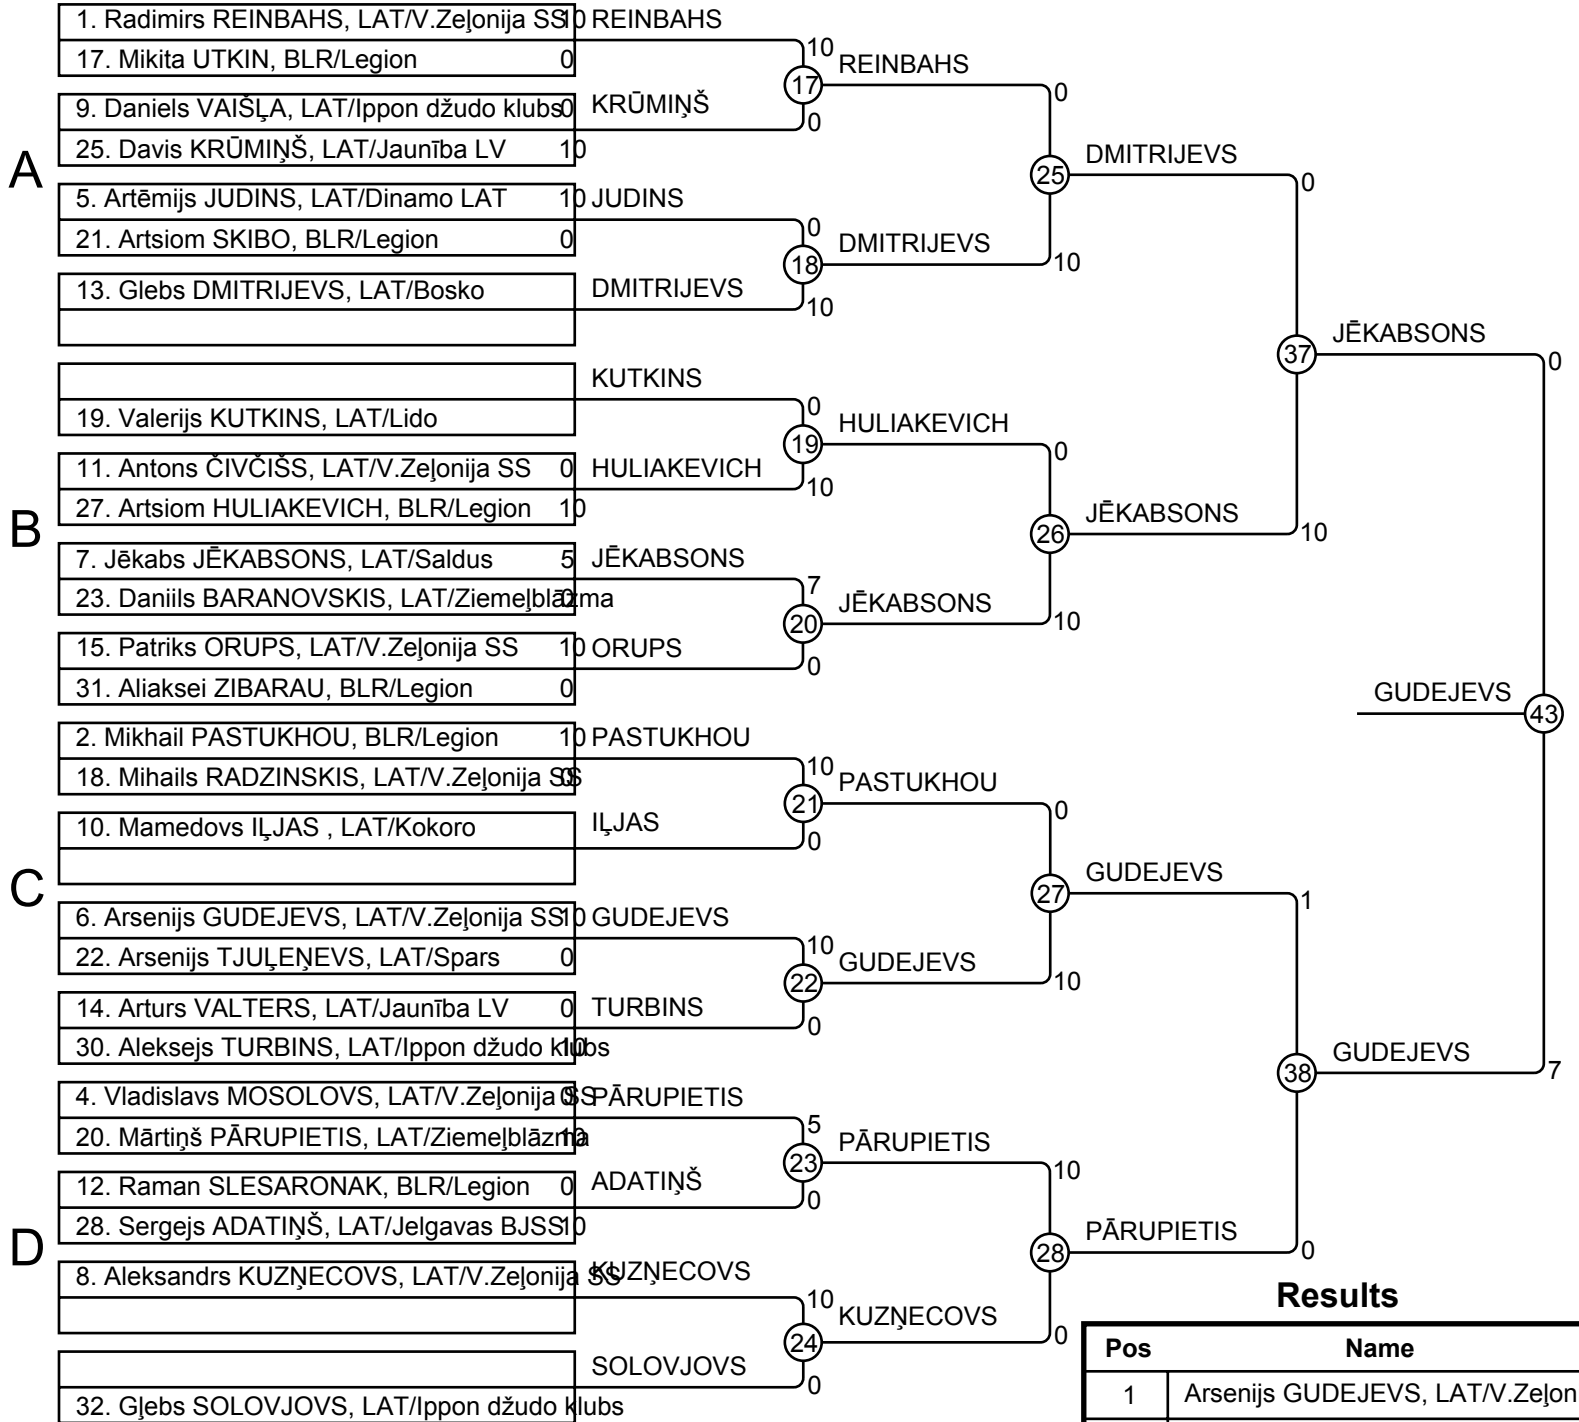 1. Radimirs REINBAHS, LAT/V.Zeļonija SS 10 REINBAHS
10
17. Mikita UTKIN, BLR/Legion 0
REINBAHS
17
0
9. Daniels VAIŠĻA, LAT/Ippon džudo klubs 0 KRŪMIŅŠ
0
25. Davis KRŪMIŅŠ, LAT/Jaunība LV 10
A
DMITRIJEVS
25
0
5. Artēmijs JUDINS, LAT/Dinamo LAT 10 JUDINS
0
21. Artsiom SKIBO, BLR/Legion 0
DMITRIJEVS
18
10
13. Glebs DMITRIJEVS, LAT/Bosko DMITRIJEVS
10
JĒKABSONS
37
0
KUTKINS
0
19. Valerijs KUTKINS, LAT/Lido
HULIAKEVICH
19
0
11. Antons ČIVČIŠS, LAT/V.Zeļonija SS 0 HULIAKEVICH
10
27. Artsiom HULIAKEVICH, BLR/Legion 10
B
JĒKABSONS
26
10
7. Jēkabs JĒKABSONS, LAT/Saldus 5 JĒKABSONS
7
23. Daniils BARANOVSKIS, LAT/Ziemeļblāzma 0
JĒKABSONS
20
10
15. Patriks ORUPS, LAT/V.Zeļonija SS 10 ORUPS
0
31. Aliaksei ZIBARAU, BLR/Legion 0
GUDEJEVS
43
2. Mikhail PASTUKHOU, BLR/Legion 10 PASTUKHOU
10
18. Mihails RADZINSKIS, LAT/V.Zeļonija SS 0
PASTUKHOU
21
0
10. Mamedovs IĻJAS , LAT/Kokoro IĻJAS
0
C
GUDEJEVS
27
1
6. Arsenijs GUDEJEVS, LAT/V.Zeļonija SS 10 GUDEJEVS
10
22. Arsenijs TJUĻEŅEVS, LAT/Spars 0
GUDEJEVS
22
10
14. Arturs VALTERS, LAT/Jaunība LV 0 TURBINS
0
30. Aleksejs TURBINS, LAT/Ippon džudo klubs 10
GUDEJEVS
38
7
4. Vladislavs MOSOLOVS, LAT/V.Zeļonija SS 0 PĀRUPIETIS
5
20. Mārtiņš PĀRUPIETIS, LAT/Ziemeļblāzma 10
PĀRUPIETIS
23
10
12. Raman SLESARONAK, BLR/Legion 0 ADATIŅŠ
0
28. Sergejs ADATIŅŠ, LAT/Jelgavas BJSS 10
D
PĀRUPIETIS
28
0
8. Aleksandrs KUZŅECOVS, LAT/V.Zeļonija SS KUZŅECOVS
10
KUZŅECOVS
24
0
SOLOVJOVS
0
32. Gļebs SOLOVJOVS, LAT/Ippon džudo klubs
Results
Pos Name
1 Arsenijs GUDEJEVS, LAT/V.Zeļon